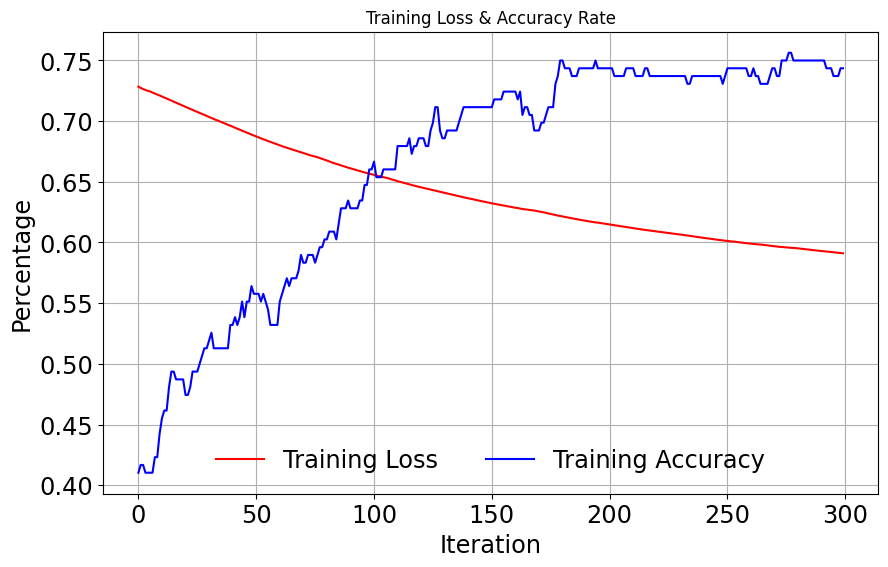 Training Loss & Accuracy Rate
Percentage
0.75
0.70
0.65
0.60
0.55
0.50
0.45
0.40
Training Loss
Training Accuracy
0 50 100 150 200 250 300
Iteration